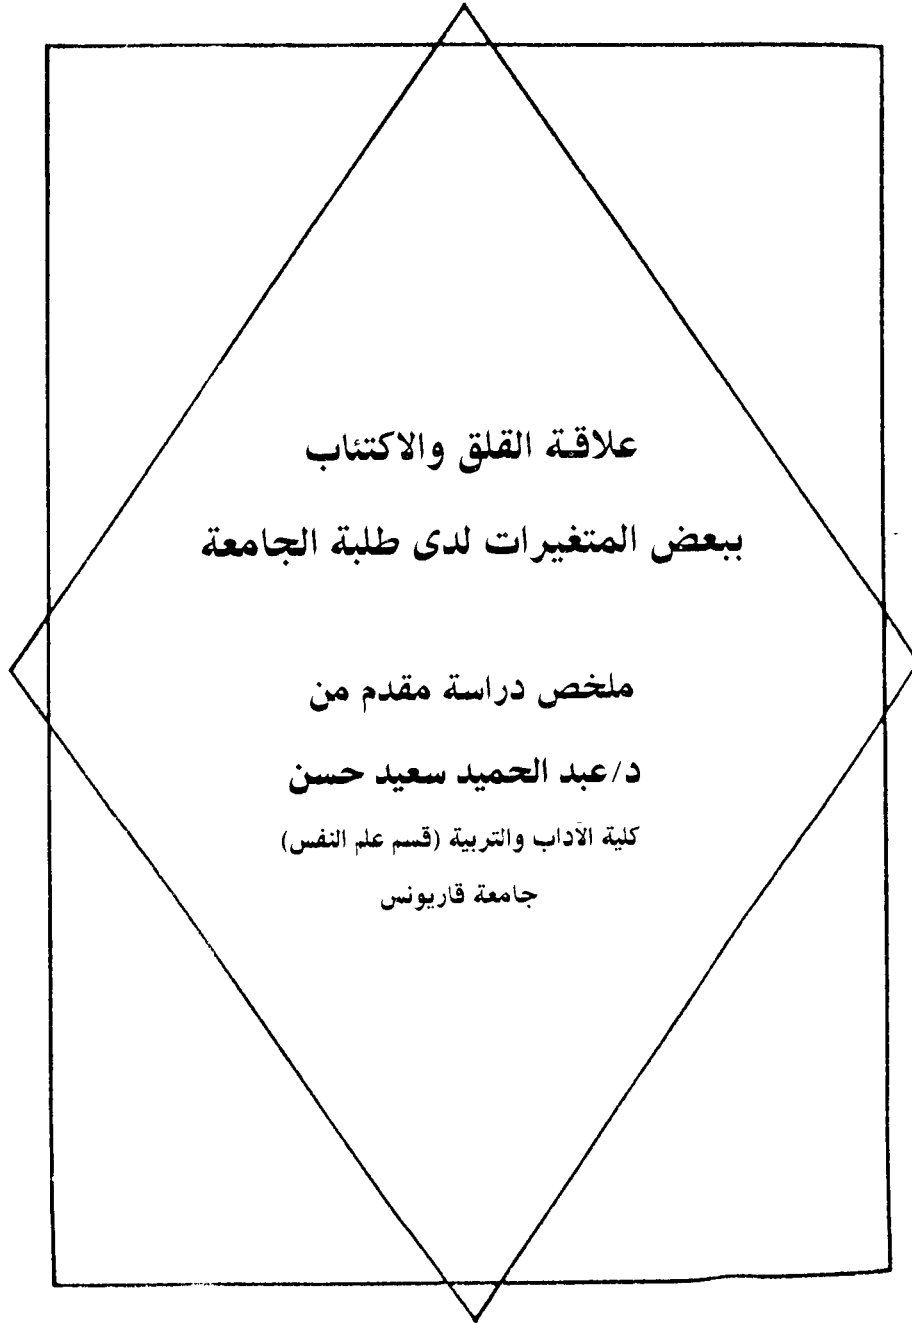 علاقة القلق والاكتئاب
ببعض المتغيرات لدى طلبة الجامعة
ملخص دراسة مقدم من
د/عبد الحميد سعيد حسن
كلية الآداب والتربية (قسم علم النفس)
جامعة قاريونس